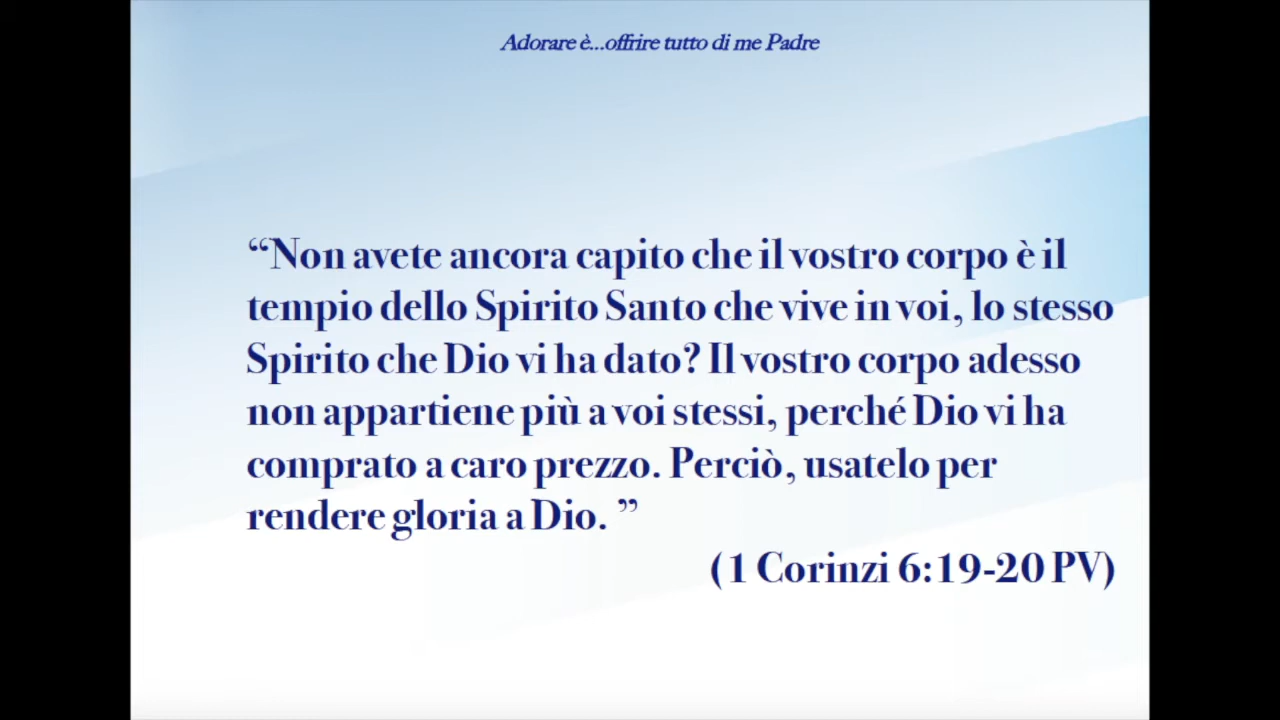 Adorare è...offrire tutto di me Padre
“Non avete ancora capito che il vostro corpo è il
tempio dello Spirito Santo che vive in voi, lo stesso
Spirito che Dio vi ha dato? Il vostro corpo adesso
non appartiene più a voi stessi, perché Dio vi ha
comprato a caro prezzo. Perciò, usatelo per
rendere gloria a Dio. ”
(1 Corinzi 6:19-20 PV)